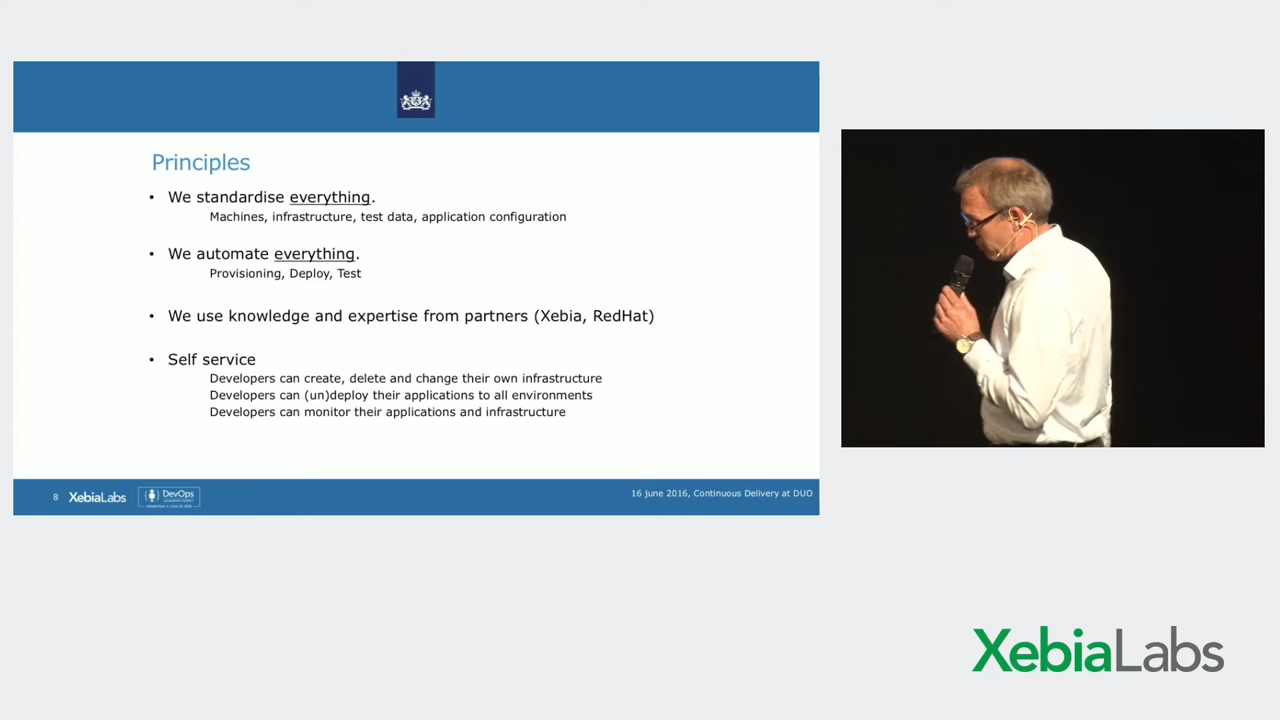 Principles
• We standardise everything.
Machines, infrastructure, test data, application configuration
• We automate everything.
Provisioning, Deploy, Test
• We use knowledge and expertise from partners (Xebia, RedHat)
• Self service
Developers can create, delete and change their own infrastructure
Developers can (un)deploy their applications to all environments
Developers can monitor their applications and infrastructure
8 XebiaLabs DevOps
16 june 2016, Continuous Delivery at DUO
XebiaLabs